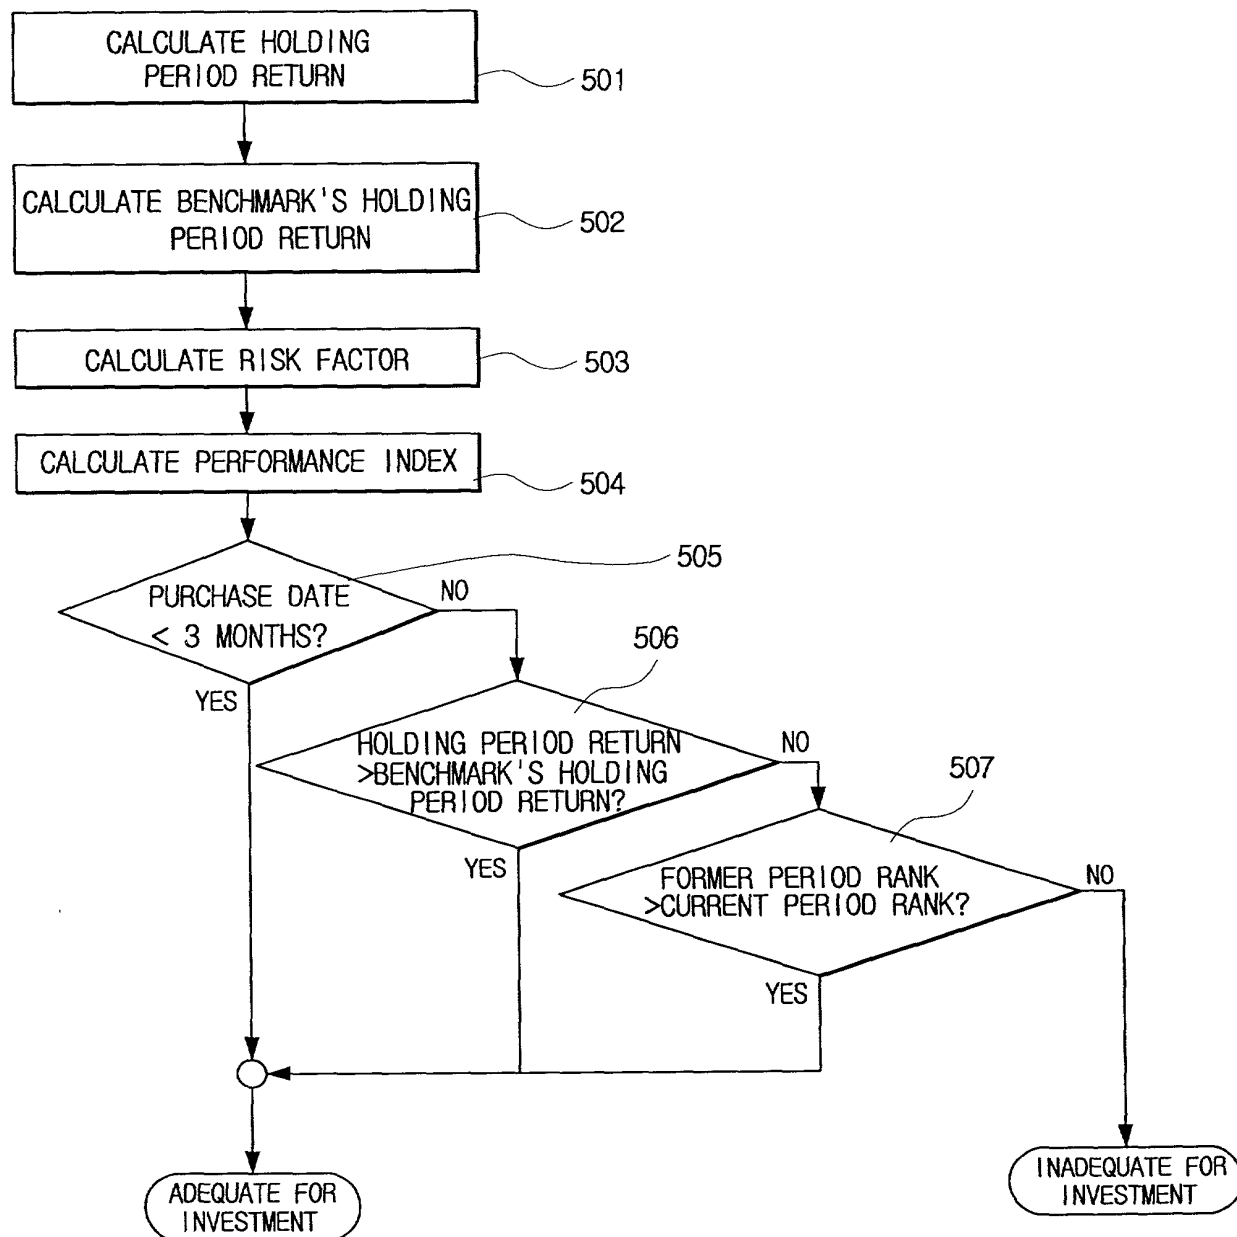 CALCULATE HOLDING
PERIOD RETURN
501
CALCULATE BENCHMARK'S HOLDING
PERIOD RETURN
502
CALCULATE RISK FACTOR
503
CALCULATE PERFORMANCE INDEX
504
505
PURCHASE DATE
< 3 MONTHS?
NO
YES
506
HOLDING PERIOD RETURN
>BENCHMARK'S HOLDING
PERIOD RETURN?
NO
YES
507
FORMER PERIOD RANK
>CURRENT PERIOD RANK?
NO
YES
ADEQUATE FOR
INVESTMENT
INADEQUATE FOR
INVESTMENT